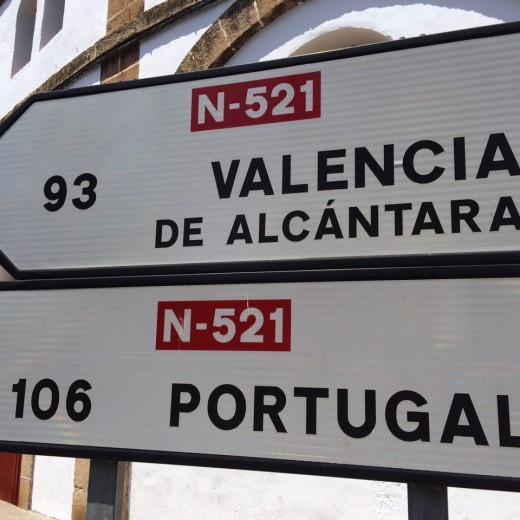 N-521
93 VALENCIA
DE ALCÁNTARA
N-521
106 PORTUGAL